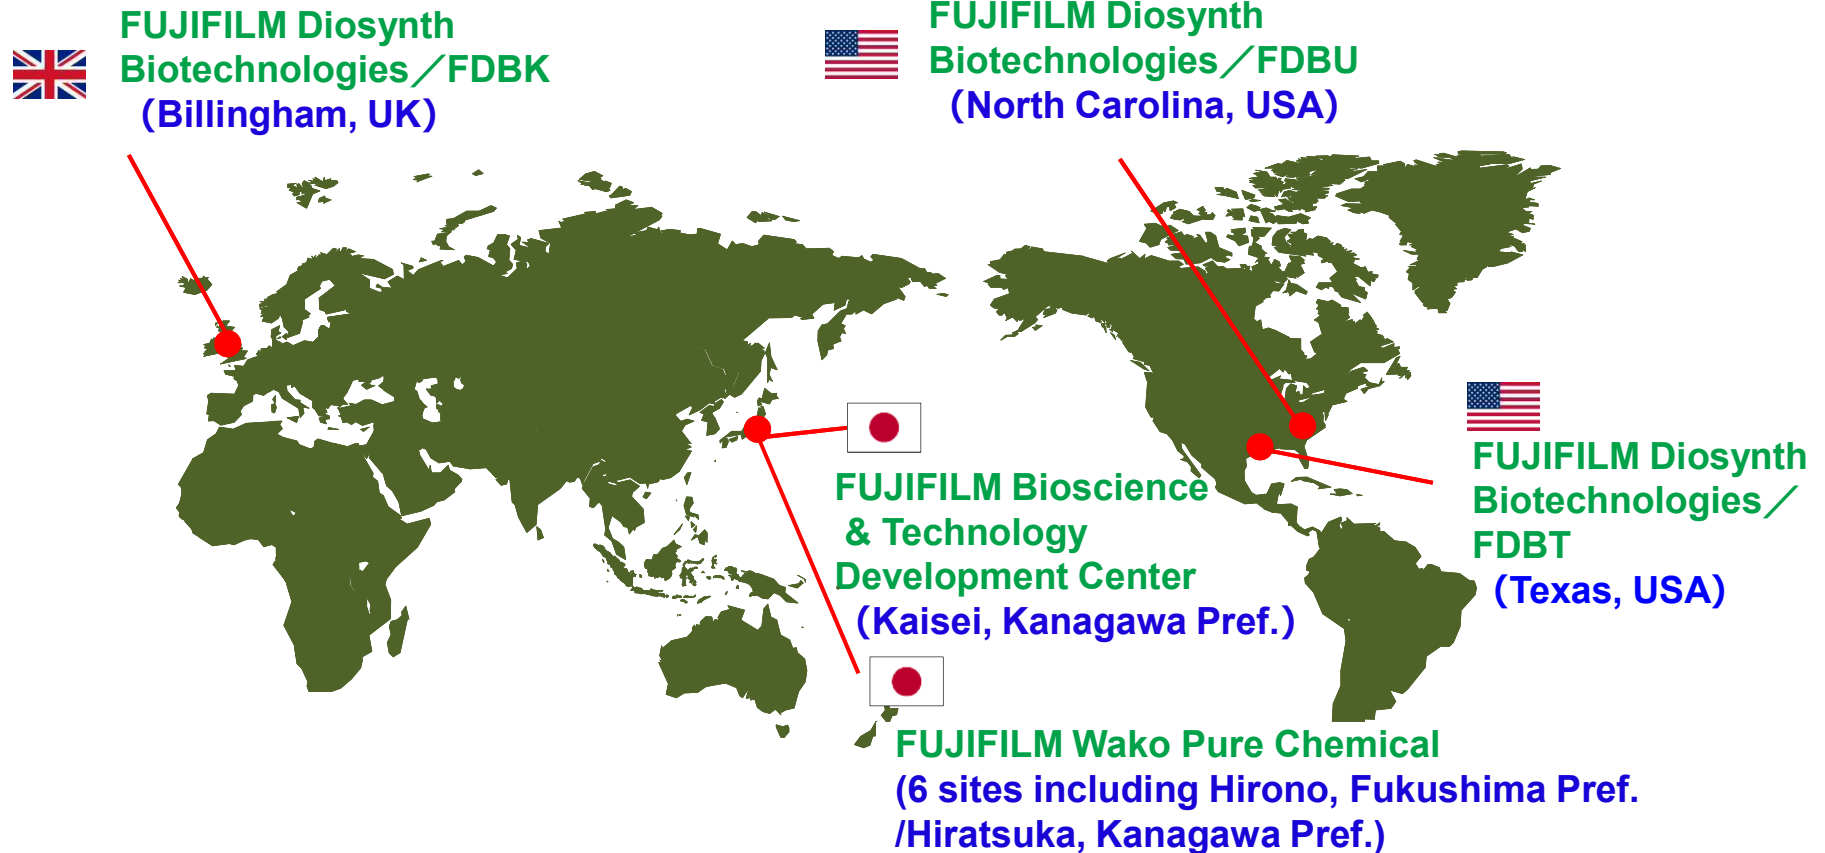 FUJIFILM Diosynth
Biotechnologies／FDBK
（Billingham, UK）
FUJIFILM Diosynth
Biotechnologies／FDBU
（North Carolina, USA）
FUJIFILM Bioscience
& Technology
Development Center
（Kaisei, Kanagawa Pref.）
FUJIFILM Diosynth
Biotechnologies／
FDBT
（Texas, USA）
FUJIFILM Wako Pure Chemical
(6 sites including Hirono, Fukushima Pref.
/Hiratsuka, Kanagawa Pref.)